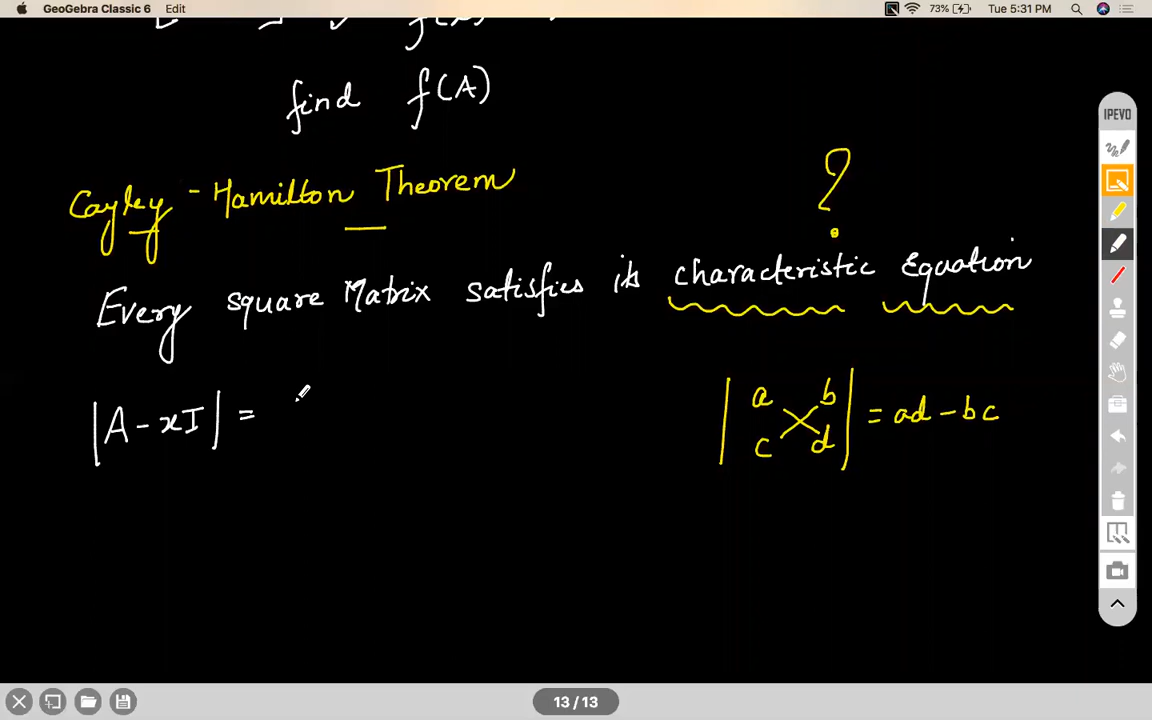 GeoGebra Classic 6 Edit 73% Tue 5:31 PM
find f(A)
IPEVO
Cayley - Hamilton Theorem
?
Every square Matrix satisfies its characteristic Equation
|A - xI| =
| a b |
| c d | = ad - bc
13 / 13